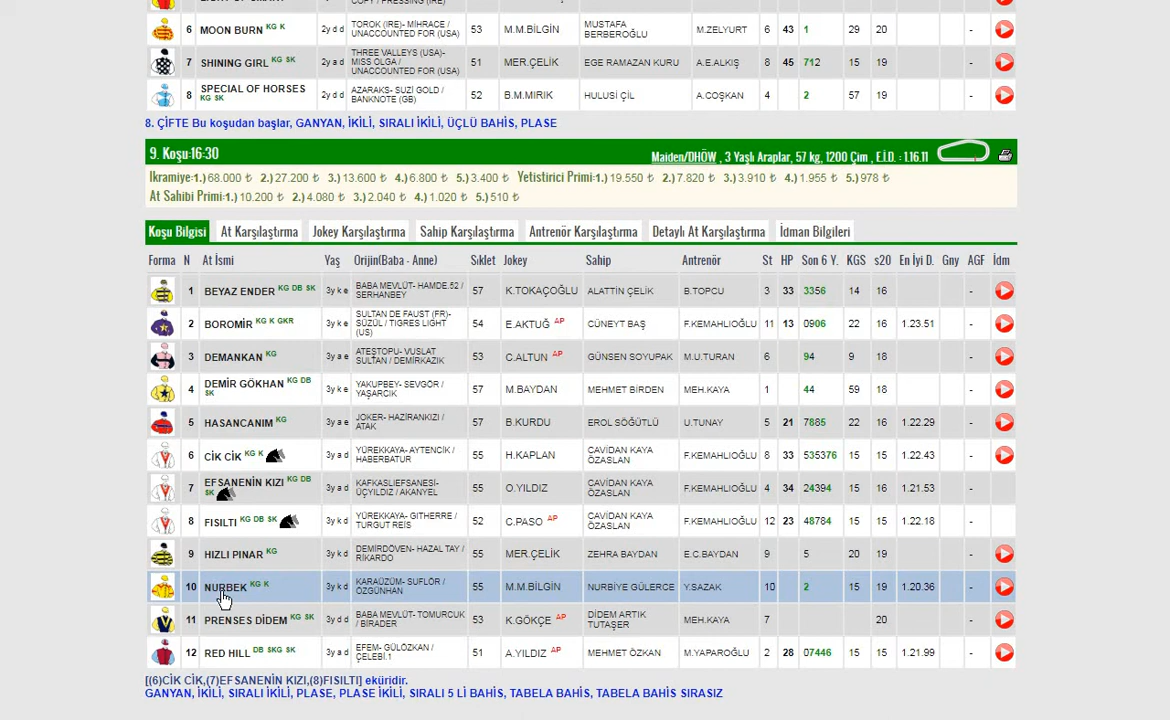 COPY / PRESSING (IRE)
6 MOON BURN KG K TOROK (IRE)- MİHRACE / UNACCOUNTED FOR (USA) 2y d d 53 M.M.BİLGİN MUSTAFA BERBEROĞLU M.ZELYURT 6 43 1 29 20 -
7 SHINING GIRL KG SK 2y a d THREE VALLEYS (USA)- MISS OLGA / UNACCOUNTED FOR (USA) 51 MER.ÇELİK EGE RAMAZAN KURU A.E.ALKIŞ 8 45 712 15 19 -
8 SPECIAL OF HORSES KG SK 2y d d AZARAKS- SUZİ GOLD / BANKNOTE (GB) 52 B.M.MIRIK HULUSİ ÇİL A.COŞKAN 4 2 57 19 -
8. ÇİFTE Bu koşudan başlar, GANYAN, İKİLİ, SIRALI İKİLİ, ÜÇLÜ BAHİS, PLASE
9. Koşu:16:30 Maiden/DHÖW , 3 Yaşlı Araplar, 57 kg, 1200 Çim , E.İ.D. : 1.16.11
Ikramiye:1.) 68.000 ₺ 2.) 27.200 ₺ 3.) 13.600 ₺ 4.) 6.800 ₺ 5.) 3.400 ₺ Yetistirici Primi:1.) 19.550 ₺ 2.) 7.820 ₺ 3.) 3.910 ₺ 4.) 1.955 ₺ 5.) 978 ₺
At Sahibi Primi:1.) 10.200 ₺ 2.) 4.080 ₺ 3.) 2.040 ₺ 4.) 1.020 ₺ 5.) 510 ₺
Koşu Bilgisi At Karşılaştırma Jokey Karşılaştırma Sahip Karşılaştırma Antrenör Karşılaştırma Detaylı At Karşılaştırma İdman Bilgileri
Forma N At İsmi Yaş Orijin(Baba - Anne) Sıklet Jokey Sahip Antrenör St HP Son 6 Y. KGS s20 En İyi D. Gny AGF İdm
1 BEYAZ ENDER KG DB SK 3y k e BABA MEVLÜT- HAMDE.52 / SERHANBEY 57 K.TOKAÇOĞLU ALATTİN ÇELİK B.TOPCU 3 33 3356 14 16 -
2 BOROMİR KG K GKR 3y k e SULTAN DE FAUST (FR)- SÜZÜL / TIGRES LIGHT (US) 54 E.AKTUĞ AP CÜNEYT BAŞ F.KEMAHLIOĞLU 11 13 0906 22 16 1.23.51 -
3 DEMANKAN KG 3y a e ATEŞTOPU- VUSLAT SULTAN / DEMİRKAZIK 53 C.ALTUN AP GÜNSEN SOYUPAK M.U.TURAN 6 94 9 18 -
4 DEMİR GÖKHAN KG DB SK 3y k e YAKUPBEY- SEVGÖR / YAŞARCIK 57 M.BAYDAN MEHMET BİRDEN MEH.KAYA 1 44 59 18 -
5 HASANCANIM KG 3y a e JOKER- HAZİRANKIZI / ATAK 57 B.KURDU EROL SÖĞÜTLÜ U.TUNAY 5 21 7885 22 16 1.22.29 -
6 CİK CİK KG K 3y a d YÜREKKAYA- AYTENCİK / HABERBATUR 55 H.KAPLAN CAVİDAN KAYA ÖZASLAN F.KEMAHLIOĞLU 8 33 535376 15 15 1.22.43 -
7 EFSANENİN KIZI KG DB SK 3y a d KAFKASLIEFSANESİ- ÜÇYILDIZ / AKANYEL 55 O.YILDIZ CAVİDAN KAYA ÖZASLAN F.KEMAHLIOĞLU 4 34 24394 15 16 1.21.53 -
8 FISILTI KG DB SK 3y k d YÜREKKAYA- GITHERRE / TURGUT REİS 52 C.PASO AP CAVİDAN KAYA ÖZASLAN F.KEMAHLIOĞLU 12 23 48784 15 15 1.22.18 -
9 HIZLI PINAR KG 3y k d DEMİRDÖVEN- HAZAL TAY / RİKARDO 55 MER.ÇELİK ZEHRA BAYDAN E.C.BAYDAN 9 5 20 19 -
10 NURBEK KG K 3y k d KARAÜZÜM- SUFLÖR / ÖZGÜNHAN 55 M.M.BİLGİN NURBİYE GÜLERCE Y.SAZAK 10 2 15 19 1.20.36 -
11 PRENSES DİDEM KG SK 3y d d BABA MEVLÜT- TOMURCUK / BİRADER 53 K.GÖKÇE AP DİDEM ARTIK TUTAŞER MEH.KAYA 7 20 -
12 RED HILL DB SKG SK 3y a d EFEM- GÜLÖZKAN / ÇELEBİ.1 51 A.YILDIZ AP MEHMET ÖZKAN M.YAPAROĞLU 2 28 07446 15 15 1.21.99 -
[(6)CİK CİK,(7)EFSANENİN KIZI,(8)FISILTI] eküridir.
GANYAN, İKİLİ, SIRALI İKİLİ, PLASE, PLASE İKİLİ, SIRALI 5 Lİ BAHİS, TABELA BAHİS, TABELA BAHİS SIRASIZ